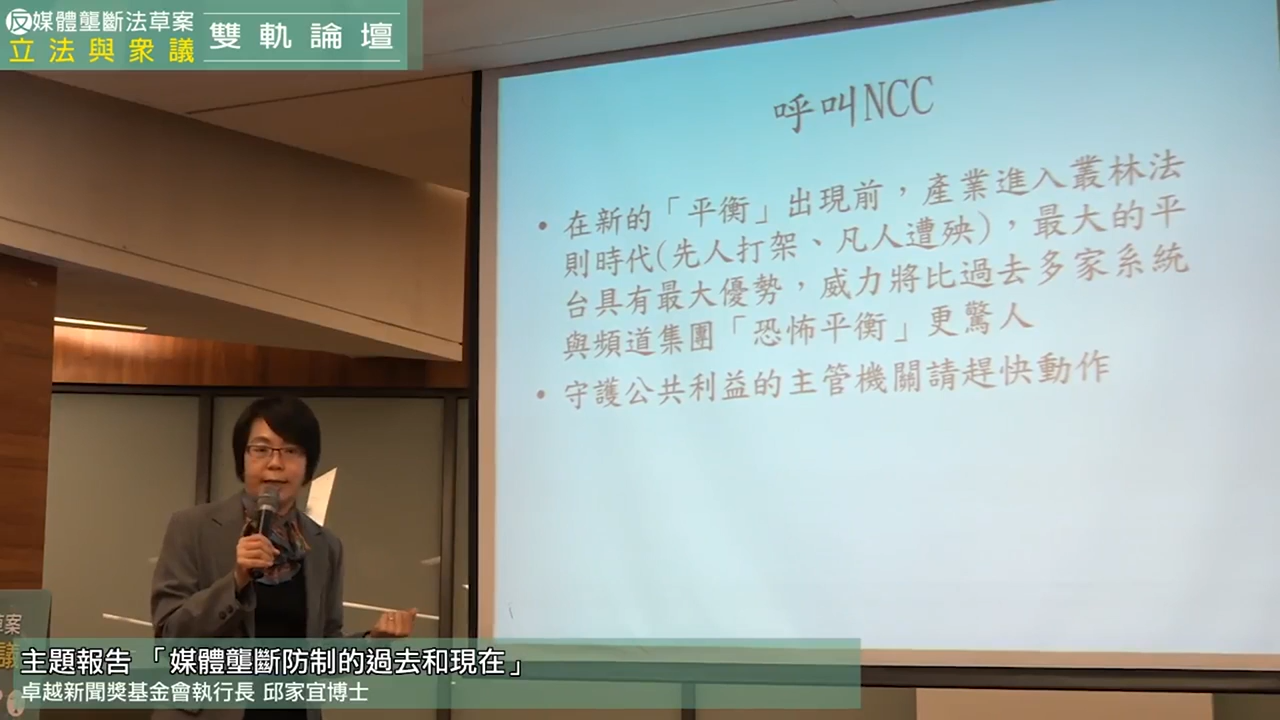 反媒體壟斷法草案
立法與眾議 雙軌論壇
呼叫NCC
• 在新的「平衡」出現前，產業進入叢林法
則時代(先人打架、凡人遭殃)，最大的平
台具有最大優勢，威力將比過去多家系統
與頻道集團「恐怖平衡」更驚人
• 守護公共利益的主管機關請趕快動作
草案
議
主題報告 「媒體壟斷防制的過去和現在」
卓越新聞獎基金會執行長 邱家宜博士